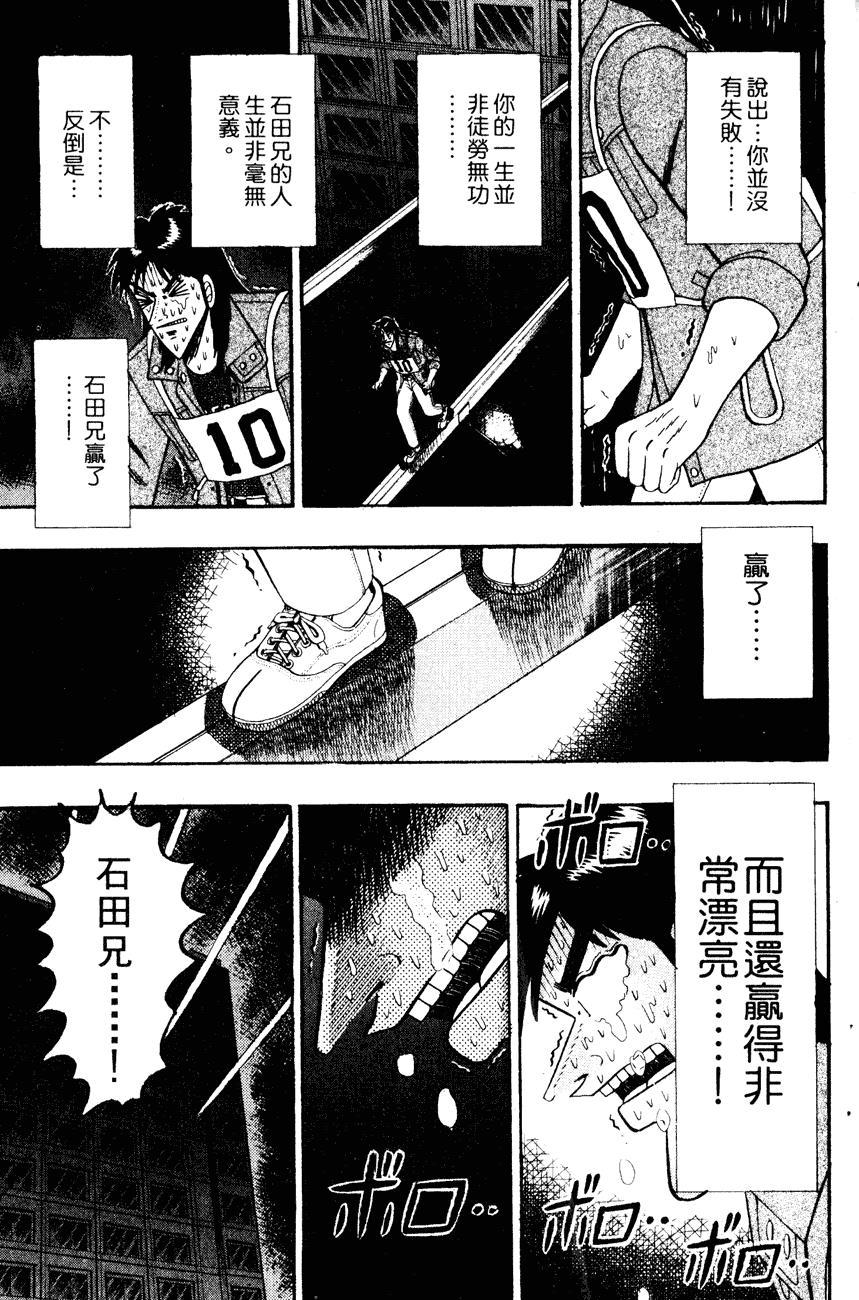 說出…你並沒
有失敗……！
0
你的一生並
非徒勞無功
………
石田兄的人
生並非毫無
意義。
不………
反倒是…
石田兄贏了
……！
10
贏了……
而且還贏得非
常漂亮……！
ボロ‥
ボロ‥
ボロ‥
ボロ‥
石田兄……！